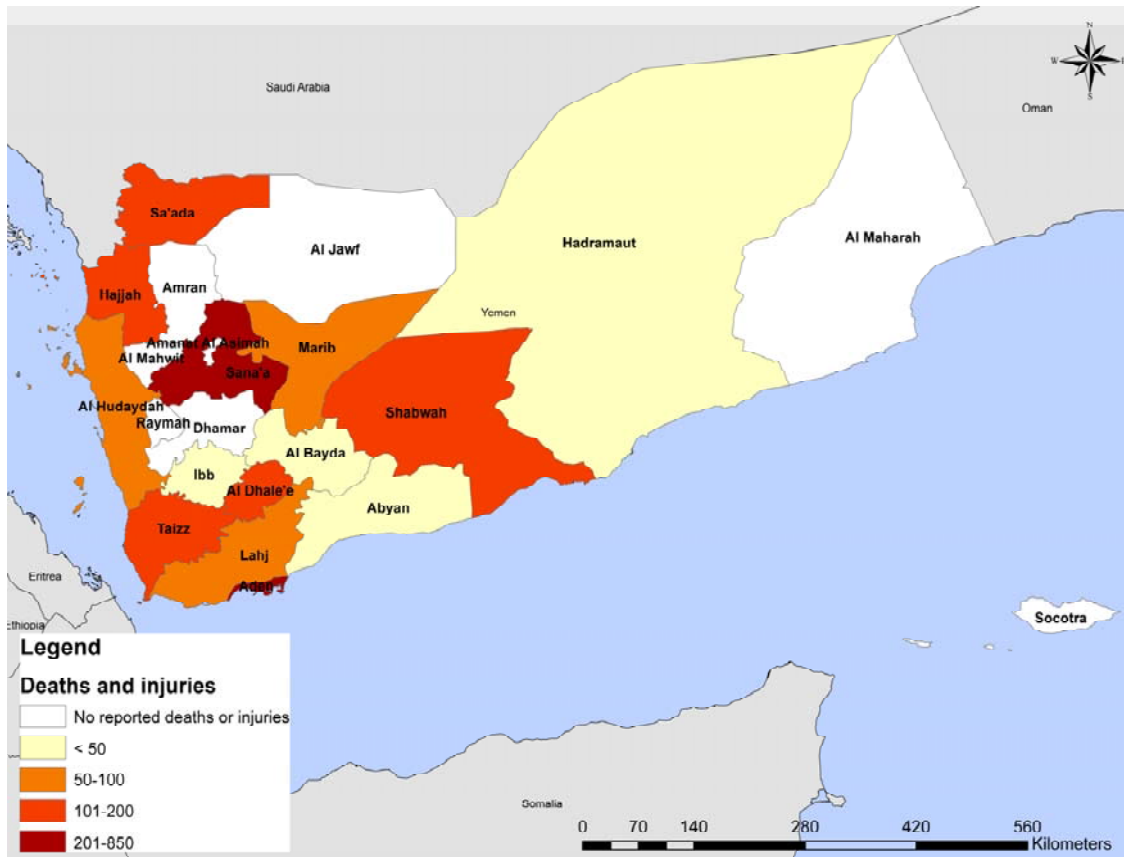 N
W E
S
Saudi Arabia
Oman
Sa'ada
Al Jawf
Hadramaut
Al Maharah
Hajjah
Amran
Yemen
Amanat Al Asimah
Marib
Al Mahwit
Sana'a
Al Hudaydah
Shabwah
Raymah
Dhamar
Al Bayda
Ibb
Al Dhale'e
Abyan
Taizz
Lahj
Eritrea
Aden
Socotra
Ethiopia
Legend
Deaths and injuries
No reported deaths or injuries
< 50
50-100
101-200
201-850
Somalia
0 70 140 280 420 560
Kilometers